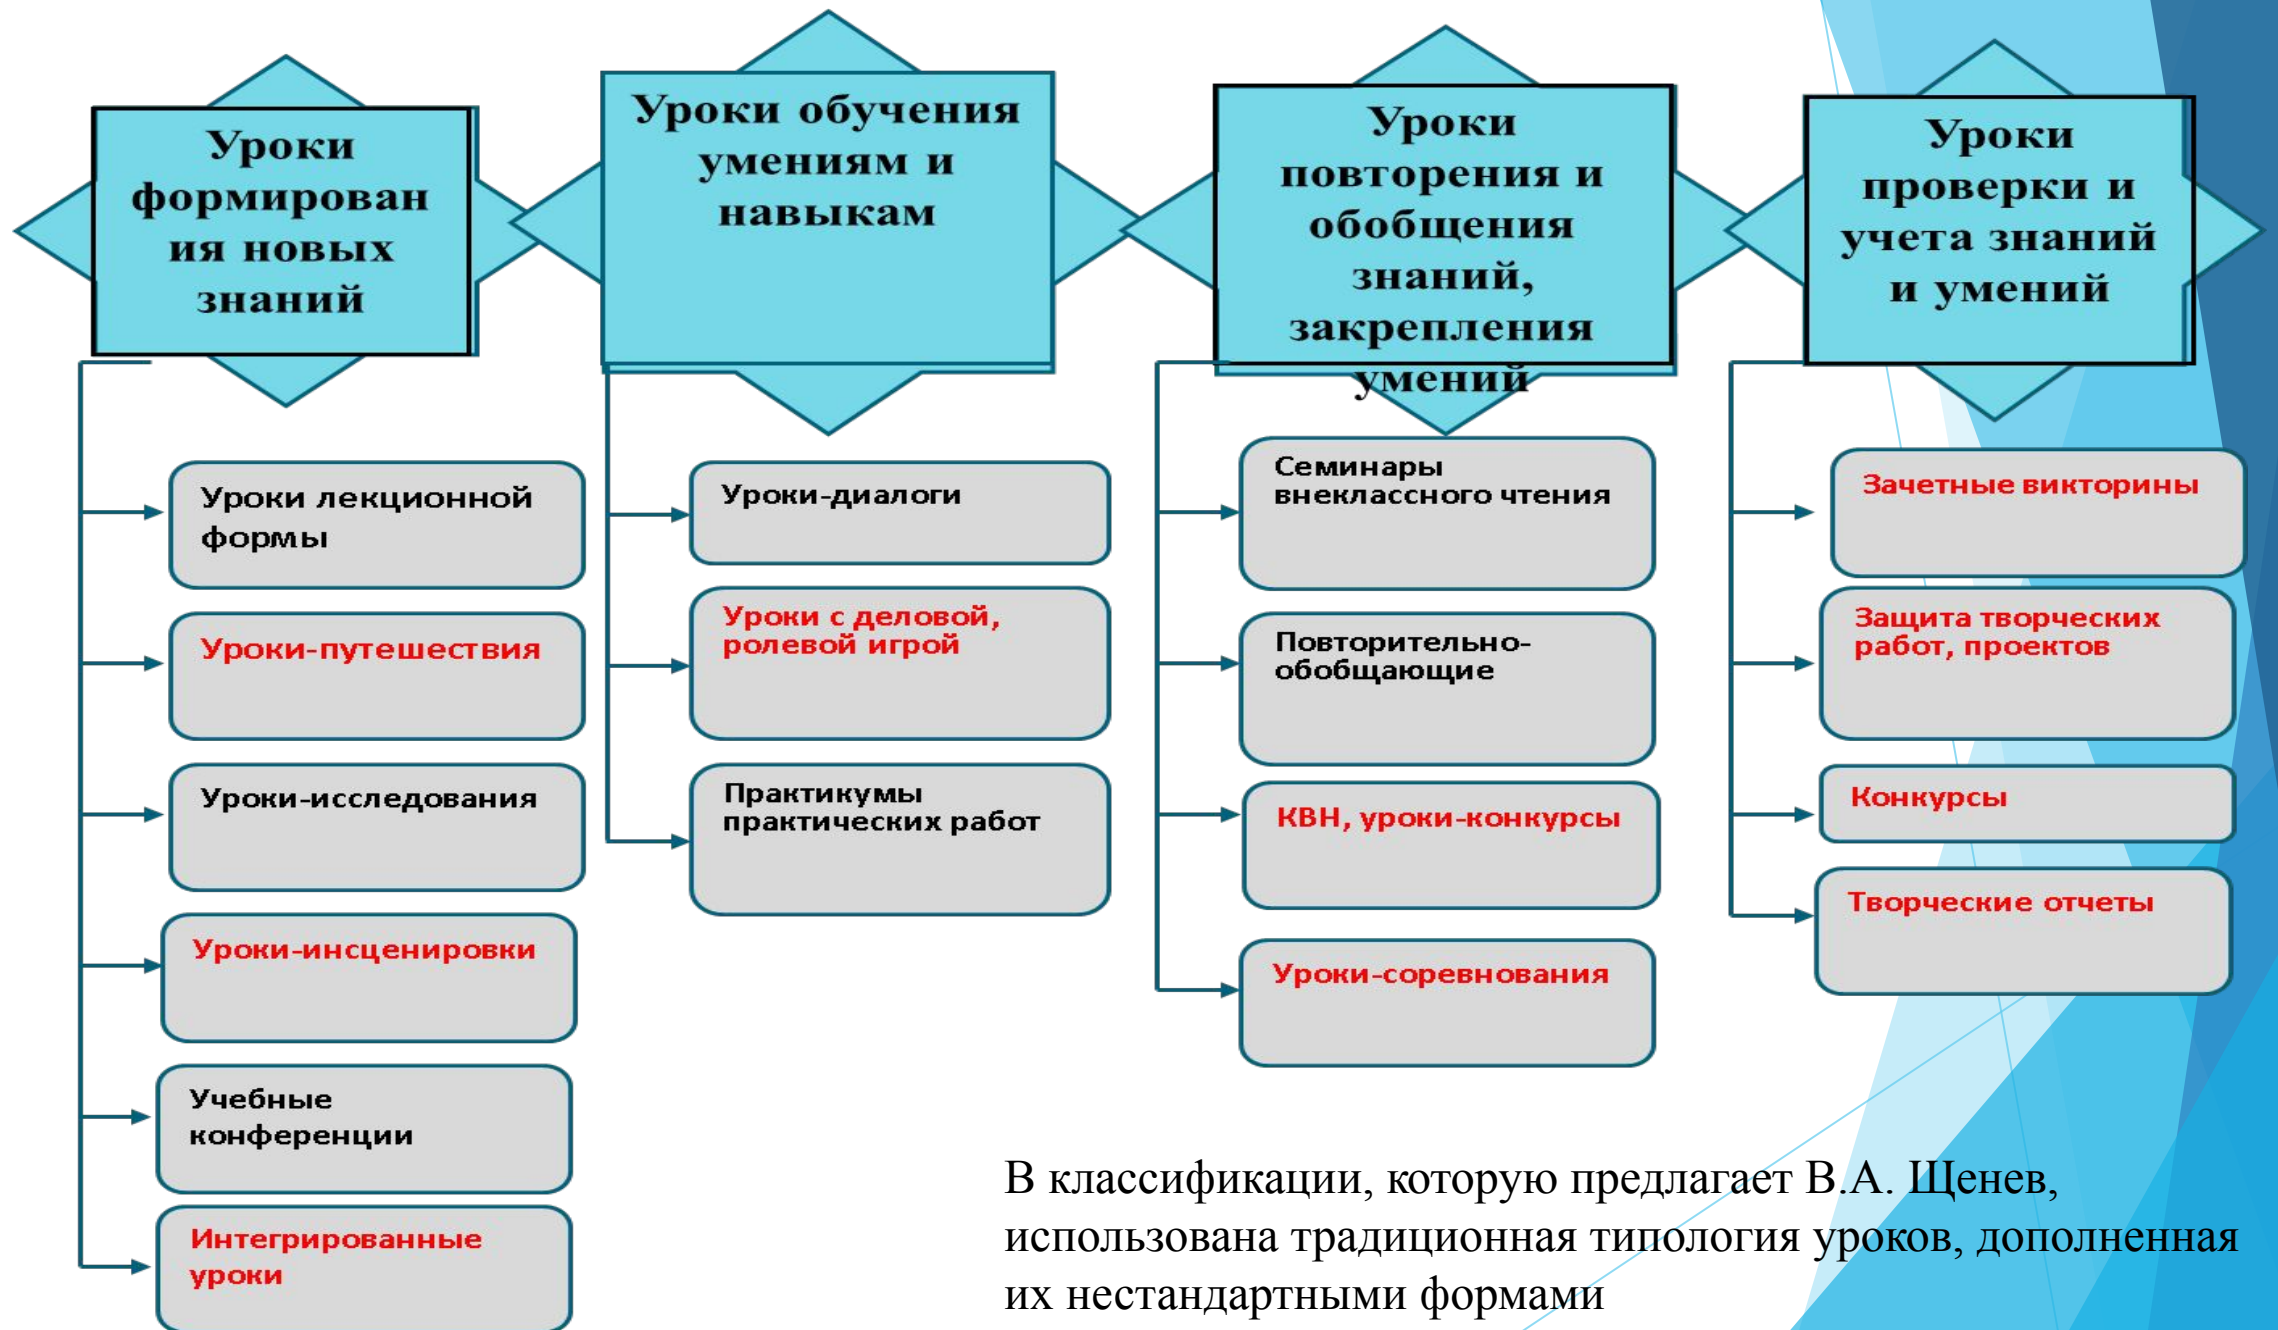 Уроки
формирован
ия новых
знаний
Уроки лекционной
формы
Уроки-путешествия
Уроки-исследования
Уроки-инсценировки
Учебные
конференции
Интегрированные
уроки
Уроки обучения
умениям и
навыкам
Уроки-диалоги
Уроки с деловой,
ролевой игрой
Практикумы
практических работ
Уроки
повторения и
обобщения
знаний,
закрепления
умений
Семинары
внеклассного чтения
Повторительно-
обобщающие
КВН, уроки-конкурсы
Уроки-соревнования
Уроки
проверки и
учета знаний
и умений
Зачетные викторины
Защита творческих
работ, проектов
Конкурсы
Творческие отчеты
В классификации, которую предлагает В.А. Щенев,
использована традиционная типология уроков, дополненная
их нестандартными формами